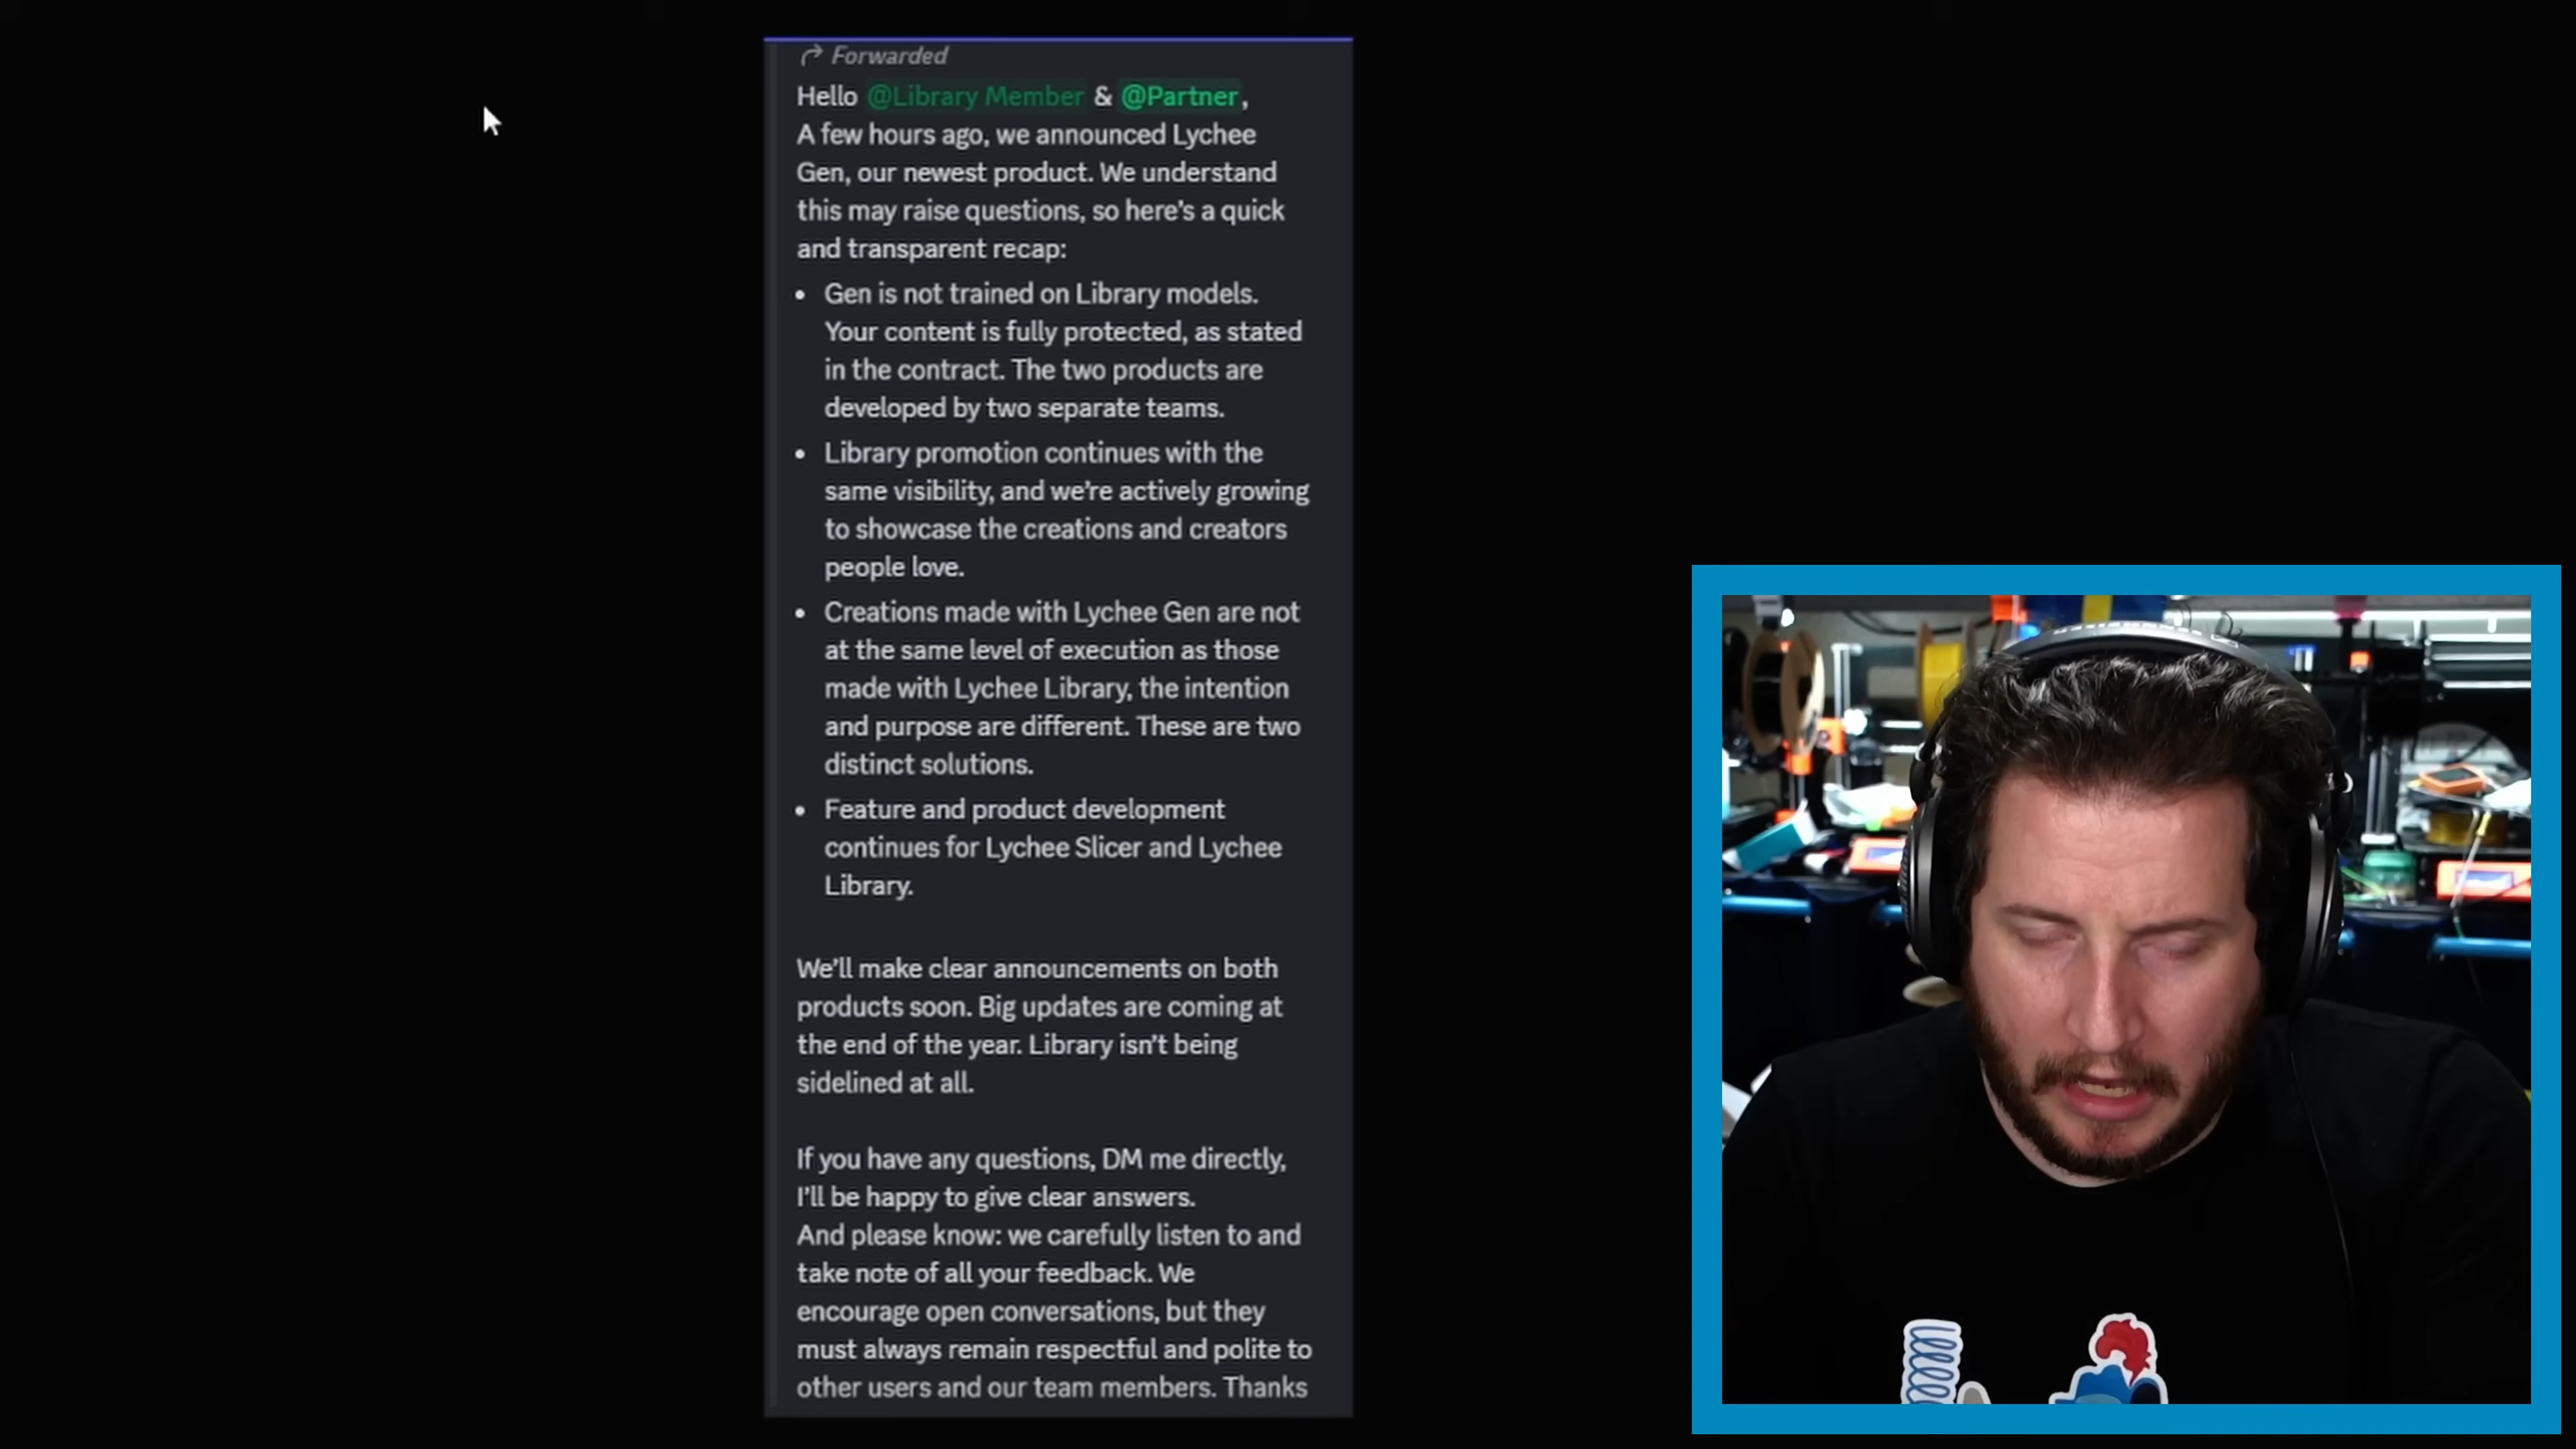 Forwarded
Hello @Library Member & @Partner,
A few hours ago, we announced Lychee
Gen, our newest product. We understand
this may raise questions, so here's a quick
and transparent recap:
• Gen is not trained on Library models.
Your content is fully protected, as stated
in the contract. The two products are
developed by two separate teams.
• Library promotion continues with the
same visibility, and we're actively growing
to showcase the creations and creators
people love.
• Creations made with Lychee Gen are not
at the same level of execution as those
made with Lychee Library, the intention
and purpose are different. These are two
distinct solutions.
• Feature and product development
continues for Lychee Slicer and Lychee
Library.
We'll make clear announcements on both
products soon. Big updates are coming at
the end of the year. Library isn't being
sidelined at all.
If you have any questions, DM me directly,
I'll be happy to give clear answers.
And please know: we carefully listen to and
take note of all your feedback. We
encourage open conversations, but they
must always remain respectful and polite to
other users and our team members. Thanks
SENNHEISER